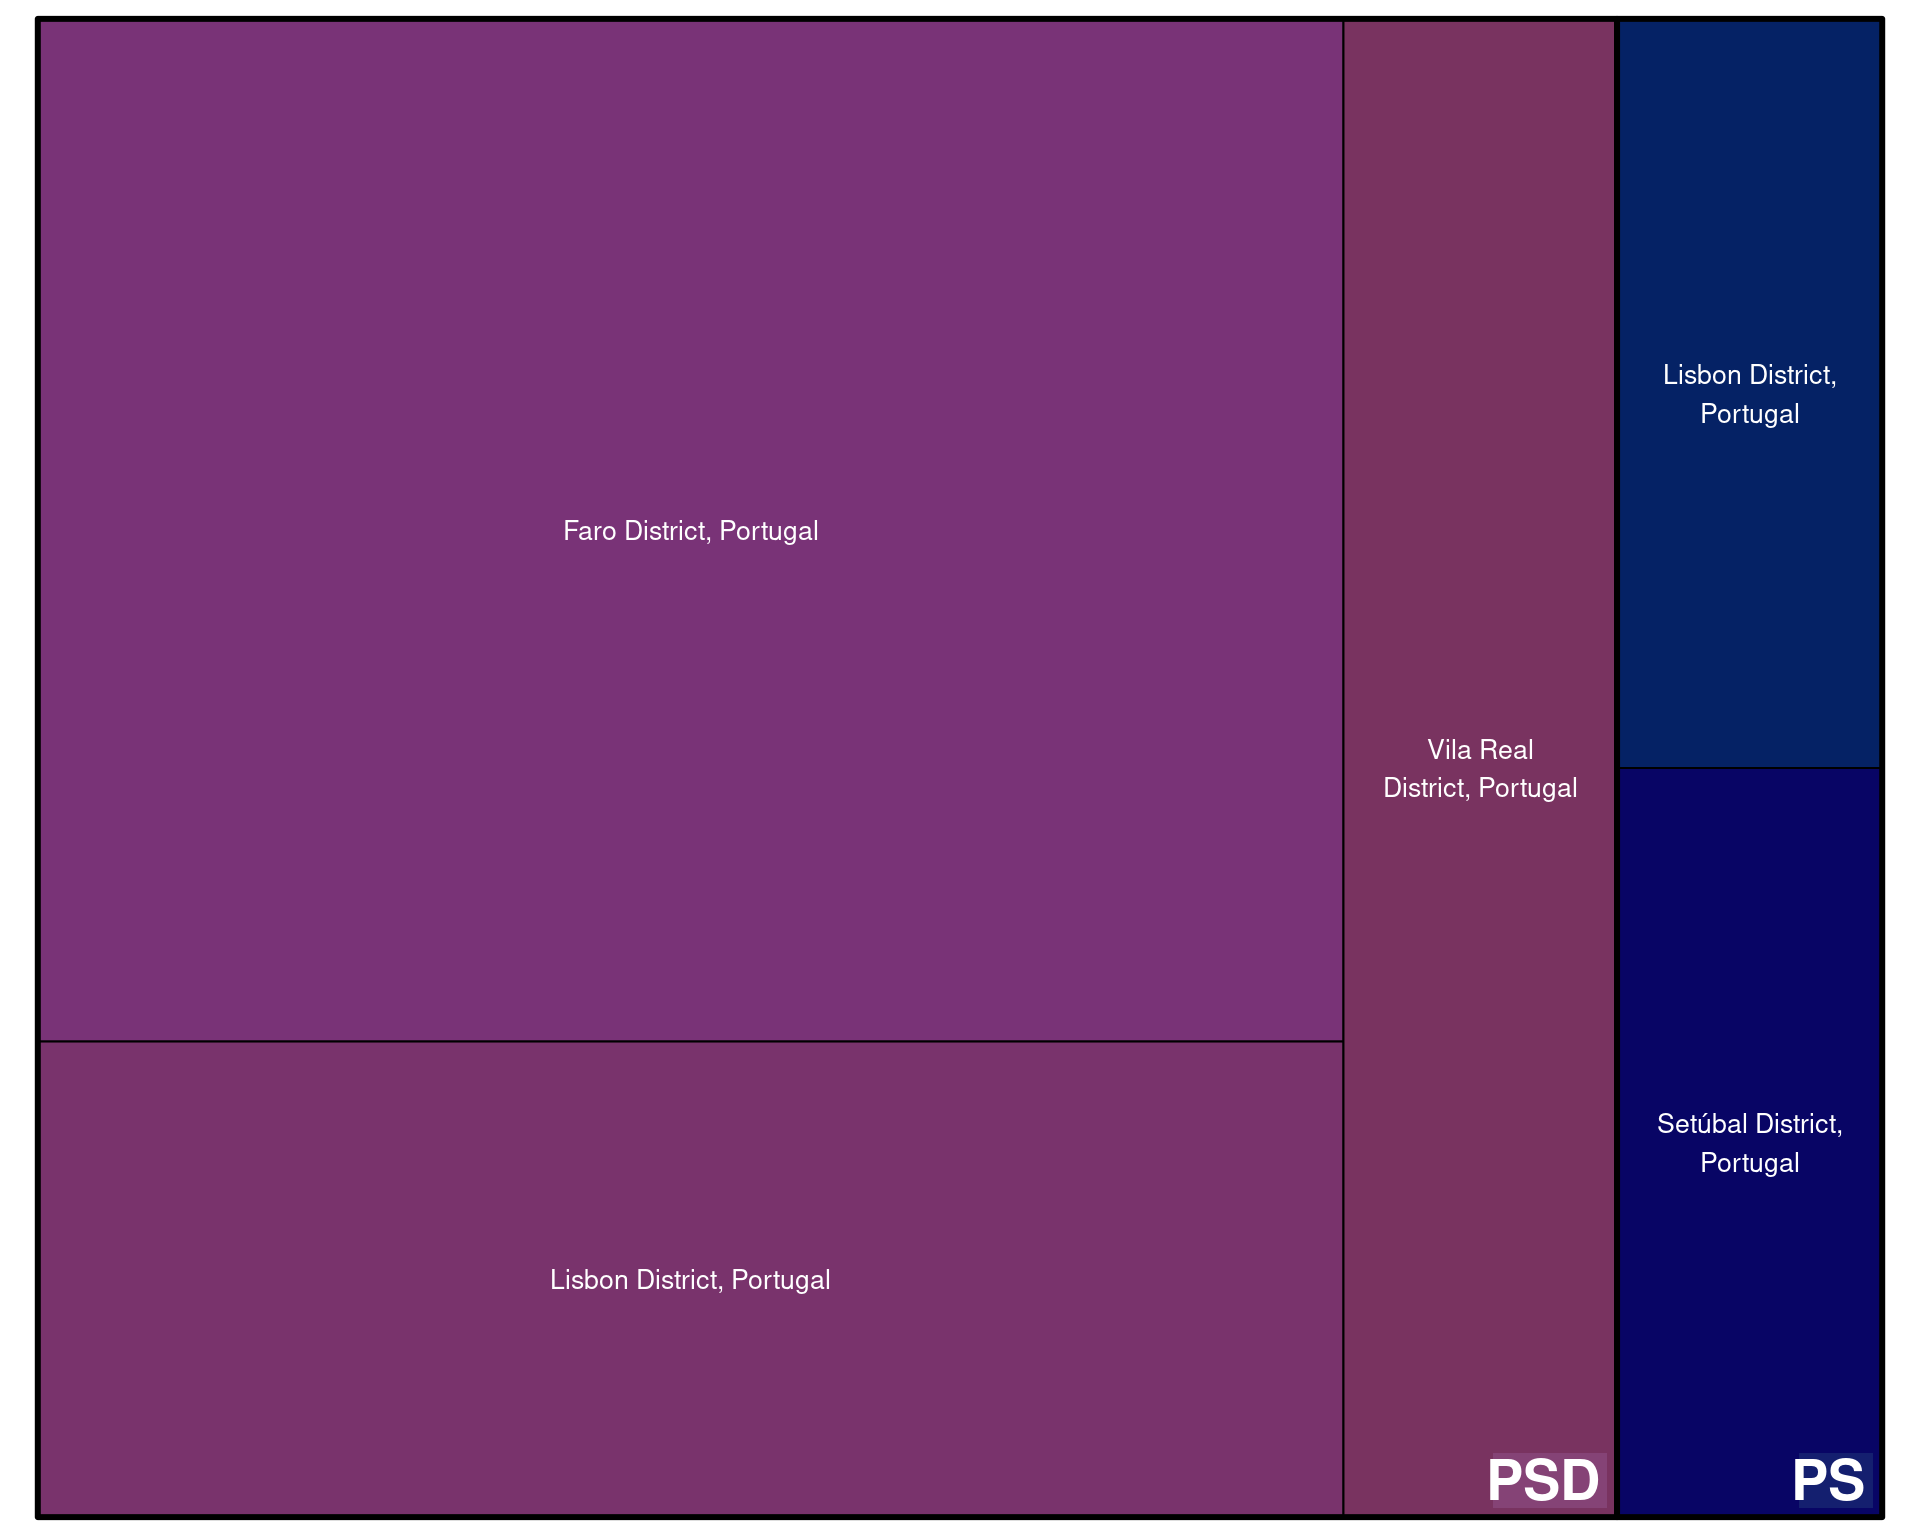 Faro District, Portugal
Lisbon District, Portugal
Vila Real
District, Portugal
PSD
Lisbon District,
Portugal
Setúbal District,
Portugal
PS